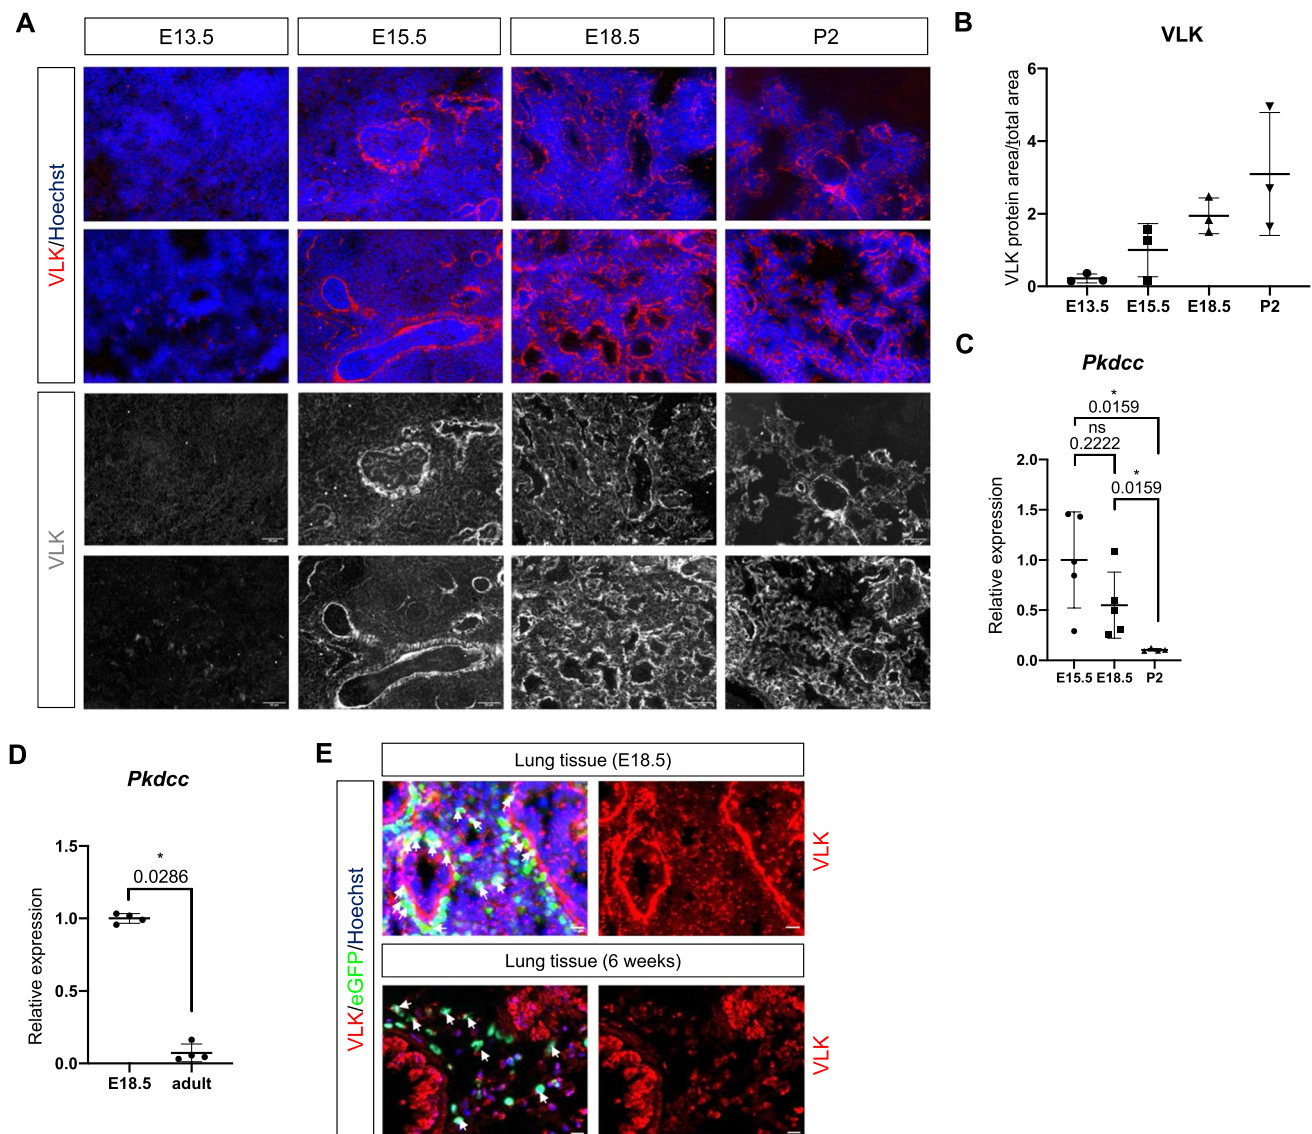 A
E13.5
E15.5
E18.5
P2
VLK/Hoechst
VLK
B
VLK
VLK protein area/total area
6
4
2
0
E13.5
E15.5
E18.5
P2
C
Pkdcc
*
0.0159
ns
0.2222
*
0.0159
Relative expression
2.0
1.5
1.0
0.5
0.0
E15.5
E18.5
P2
D
Pkdcc
*
0.0286
Relative expression
1.5
1.0
0.5
0.0
E18.5
adult
E
Lung tissue (E18.5)
VLK/eGFP/Hoechst
VLK
Lung tissue (6 weeks)
VLK